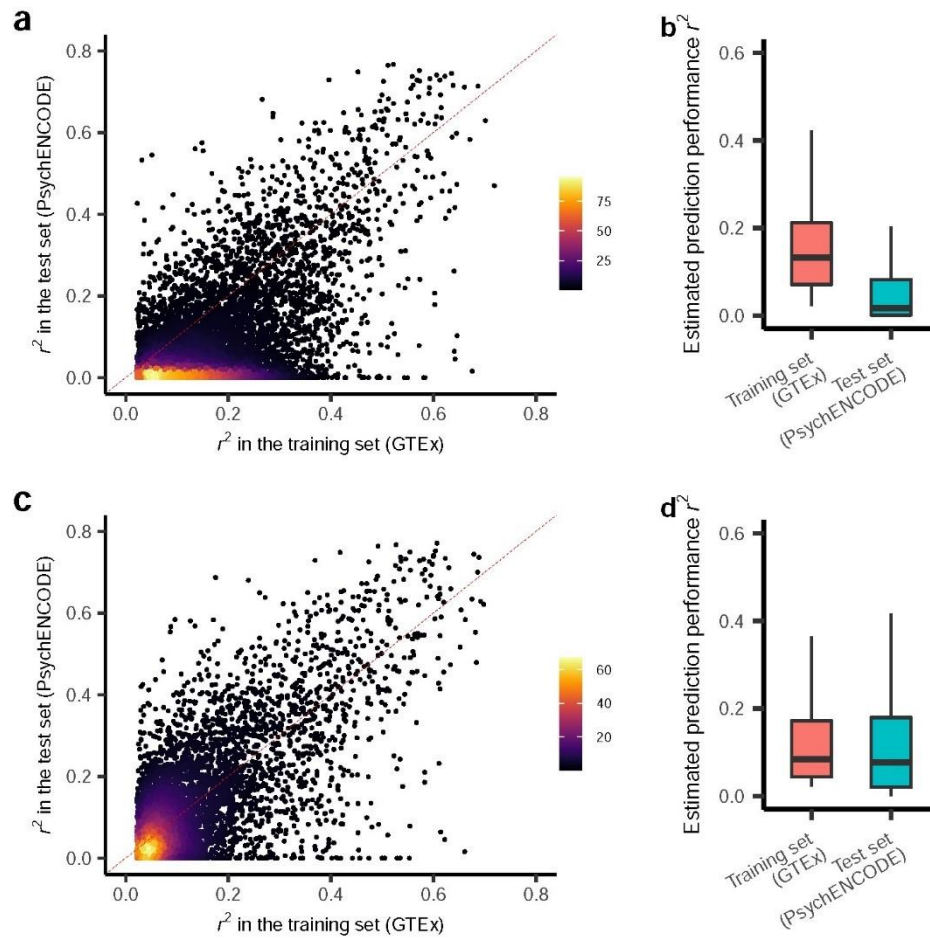 a
0.8
0.6
0.4
0.2
0.0
r² in the test set (PsychENCODE)
0.0 0.2 0.4 0.6 0.8
r² in the training set (GTEx)
75
50
25
b
0.6
0.4
0.2
0.0
Estimated prediction performance r²
Training set
(GTEx)
Test set
(PsychENCODE)
c
0.8
0.6
0.4
0.2
0.0
r² in the test set (PsychENCODE)
0.0 0.2 0.4 0.6 0.8
r² in the training set (GTEx)
60
40
20
d
0.6
0.4
0.2
0.0
Estimated prediction performance r²
Training set
(GTEx)
Test set
(PsychENCODE)